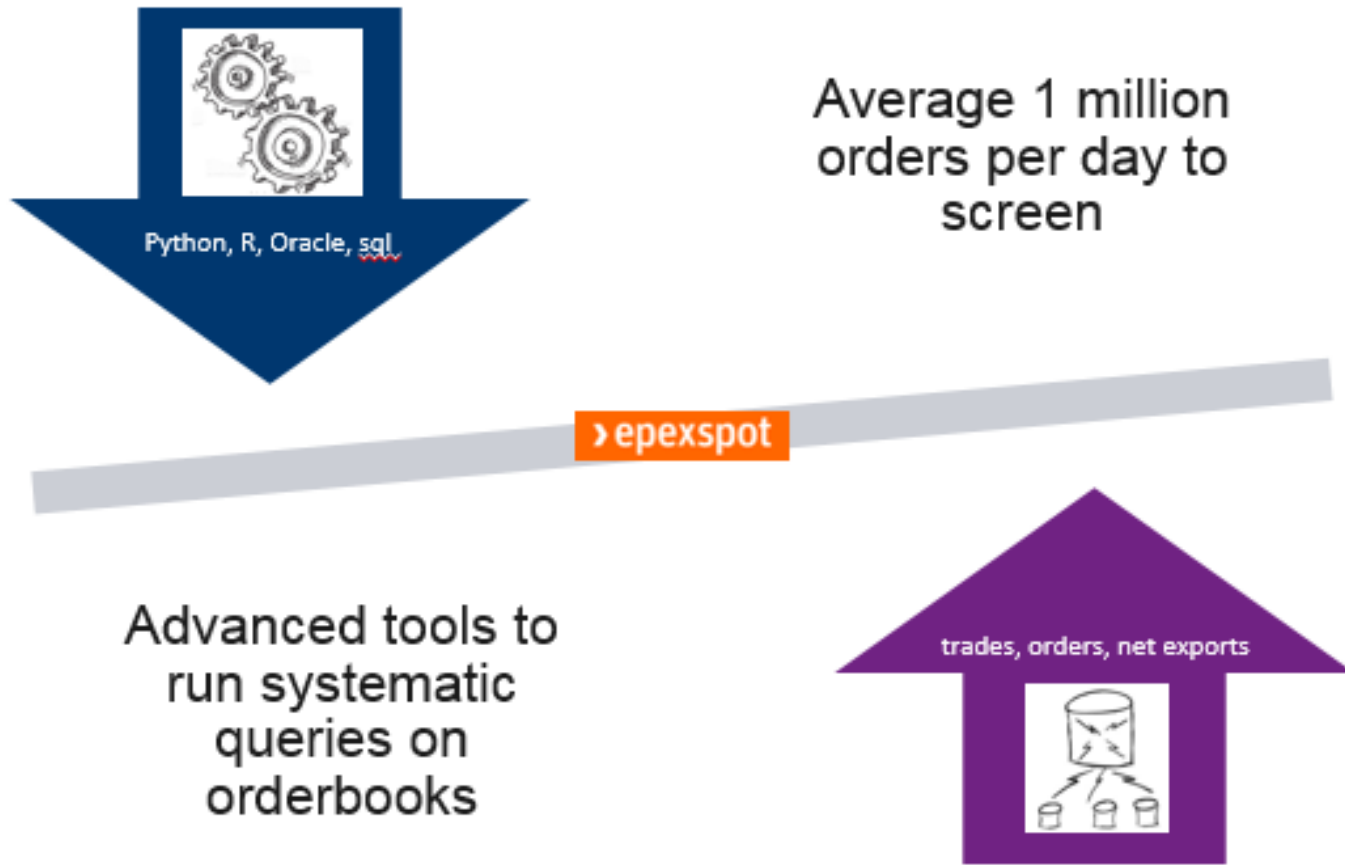 Average 1 million
orders per day to
screen
Python, R, Oracle, sql
›epexspot
Advanced tools to
run systematic
queries on
orderbooks
trades, orders, net exports